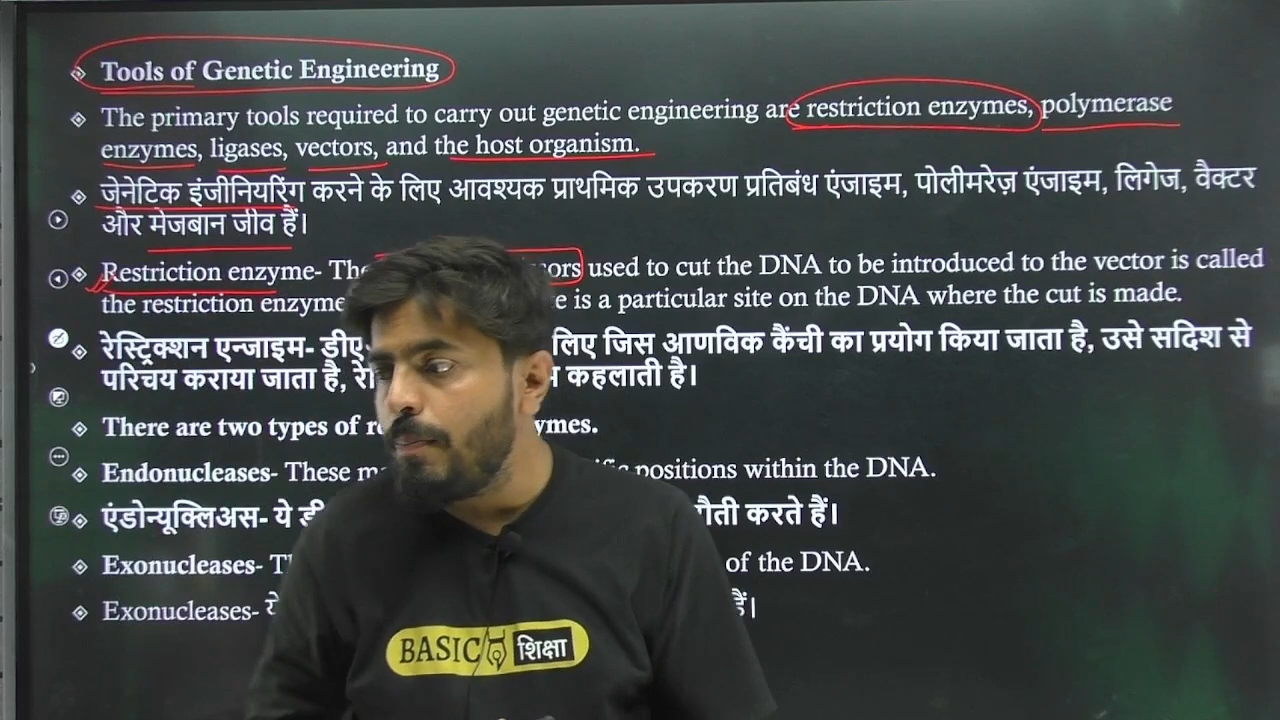 Tools of Genetic Engineering
The primary tools required to carry out genetic engineering are restriction enzymes, polymerase
enzymes, ligases, vectors, and the host organism.
जेनेटिक इंजीनियरिंग करने के लिए आवश्यक प्राथमिक उपकरण प्रतिबंध एंजाइम, पोलीमरेज़ एंजाइम, लिगेज, वैक्टर
और मेजबान जीव हैं।
Restriction enzyme- The used to cut the DNA to be introduced to the vector is called
the restriction enzyme is a particular site on the DNA where the cut is made.
रेस्ट्रिक्शन एन्जाइम- लिए जिस आणविक कैंची का प्रयोग किया जाता है, उसे सदिश से
परिचय कराया जाता है, कहलाती है।
There are two types of
Endonucleases- These positions within the DNA.
एंडोन्यूक्लिअस- ये करते हैं।
Exonucleases- of the DNA.
Exonucleases- हैं।
BASIC शिक्षा